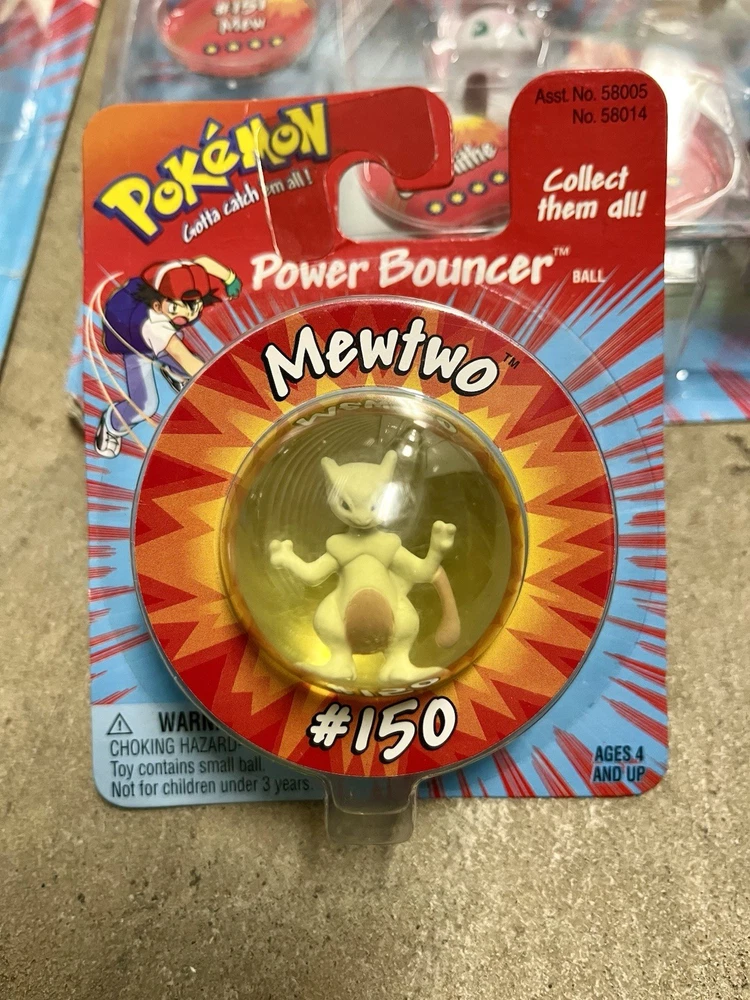 #151
Mew
Asst. No. 58005
No. 58014
POKéMON
Gotta catch em all!
Collect
them all!
Power Bouncer™ BALL
Mewtwo™
#150
⚠ WARN
CHOKING HAZARD-
Toy contains small ball.
Not for children under 3 years.
AGES 4
AND UP